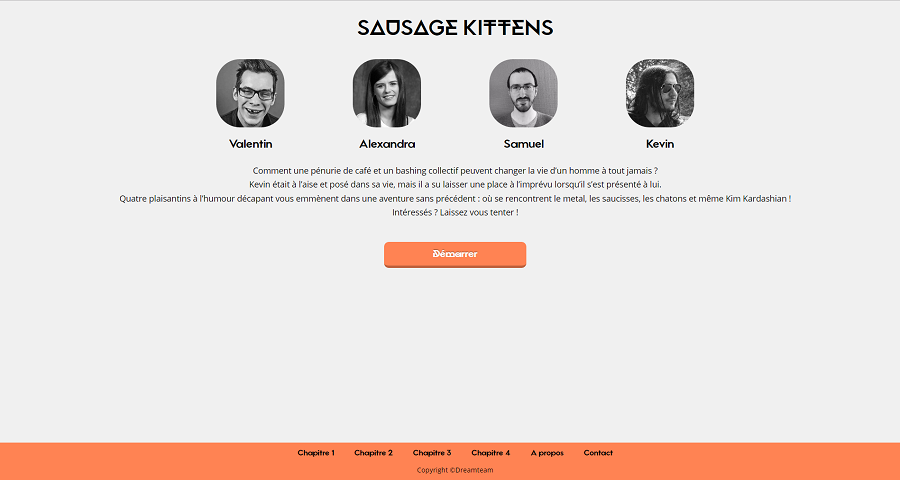 SAUSAGE KITTENS
Valentin Alexandra Samuel Kevin
Comment une pénurie de café et un bashing collectif peuvent changer la vie d'un homme à tout jamais ?
Kevin était à l'aise et posé dans sa vie, mais il a su laisser une place à l'imprévu lorsqu'il s'est présenté à lui.
Quatre plaisantins à l'humour décapant vous emmènent dans une aventure sans précédent : où se rencontrent le metal, les saucisses, les chatons et même Kim Kardashian !
Intéressés ? Laissez vous tenter !
Démarrer
Chapitre 1 Chapitre 2 Chapitre 3 Chapitre 4 A propos Contact
Copyright ©Dreamteam